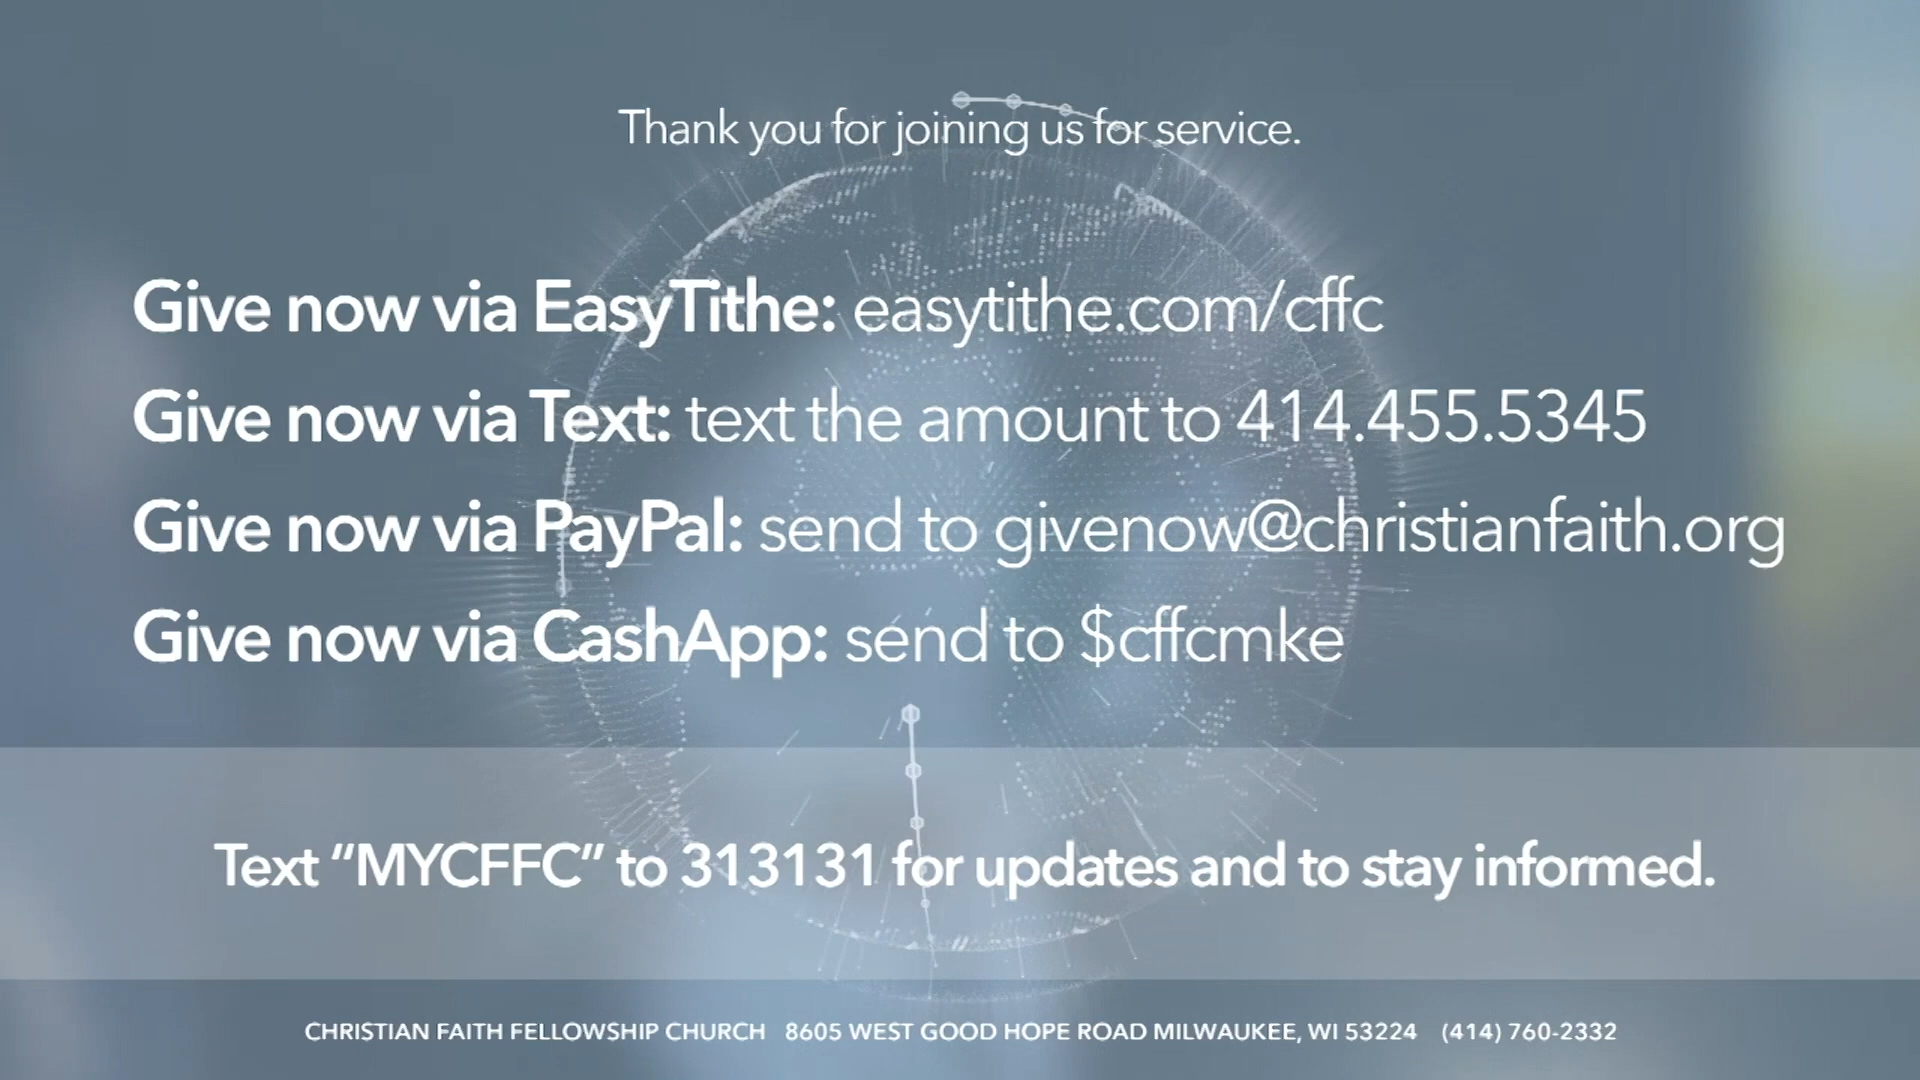 Thank you for joining us for service.
Give now via EasyTithe: easytithe.com/cffc
Give now via Text: text the amount to 414.455.5345
Give now via PayPal: send to givenow@christianfaith.org
Give now via CashApp: send to $cffcmke
Text “MYCFFC” to 313131 for updates and to stay informed.
CHRISTIAN FAITH FELLOWSHIP CHURCH 8605 WEST GOOD HOPE ROAD MILWAUKEE, WI 53224 (414) 760-2332